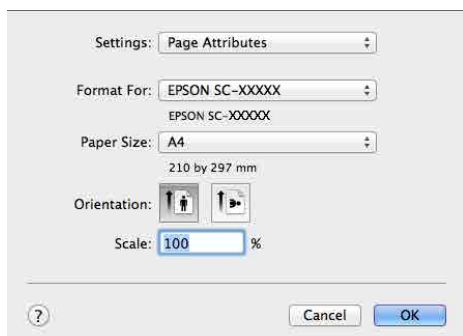 Settings: Page Attributes
Format For: EPSON SC-XXXXX
EPSON SC-XXXXX
Paper Size: A4
210 by 297 mm
Orientation:
Scale: 100 %
? Cancel OK